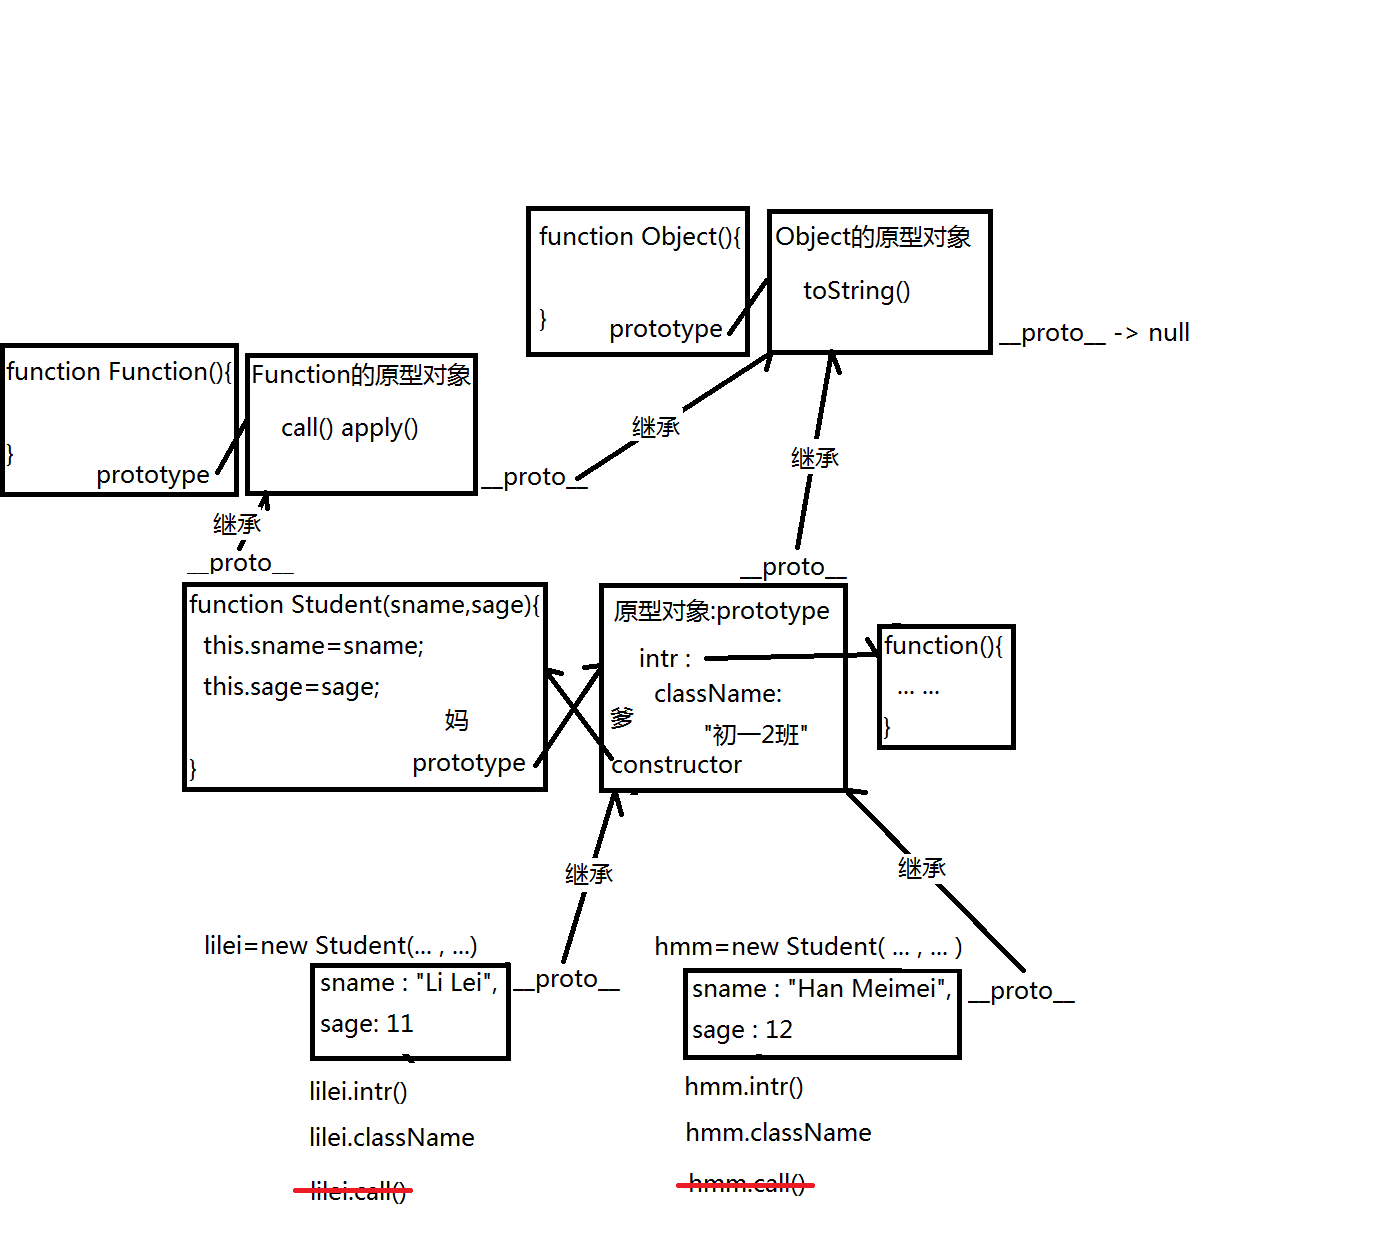 function Object(){
}
prototype
Object的原型对象
toString()
__proto__ -> null
function Function(){
}
prototype
Function的原型对象
call() apply()
__proto__
继承
继承
继承
__proto__
__proto__
function Student(sname,sage){
this.sname=sname;
this.sage=sage;
妈
prototype
}
原型对象:prototype
intr :
className:
"初一2班"
爹
constructor
function(){
... ...
}
继承
继承
lilei=new Student(... , ...)
sname : "Li Lei",
sage: 11
__proto__
lilei.intr()
lilei.className
lilei.call()
hmm=new Student( ... , ... )
sname : "Han Meimei",
sage : 12
__proto__
hmm.intr()
hmm.className
hmm.call()